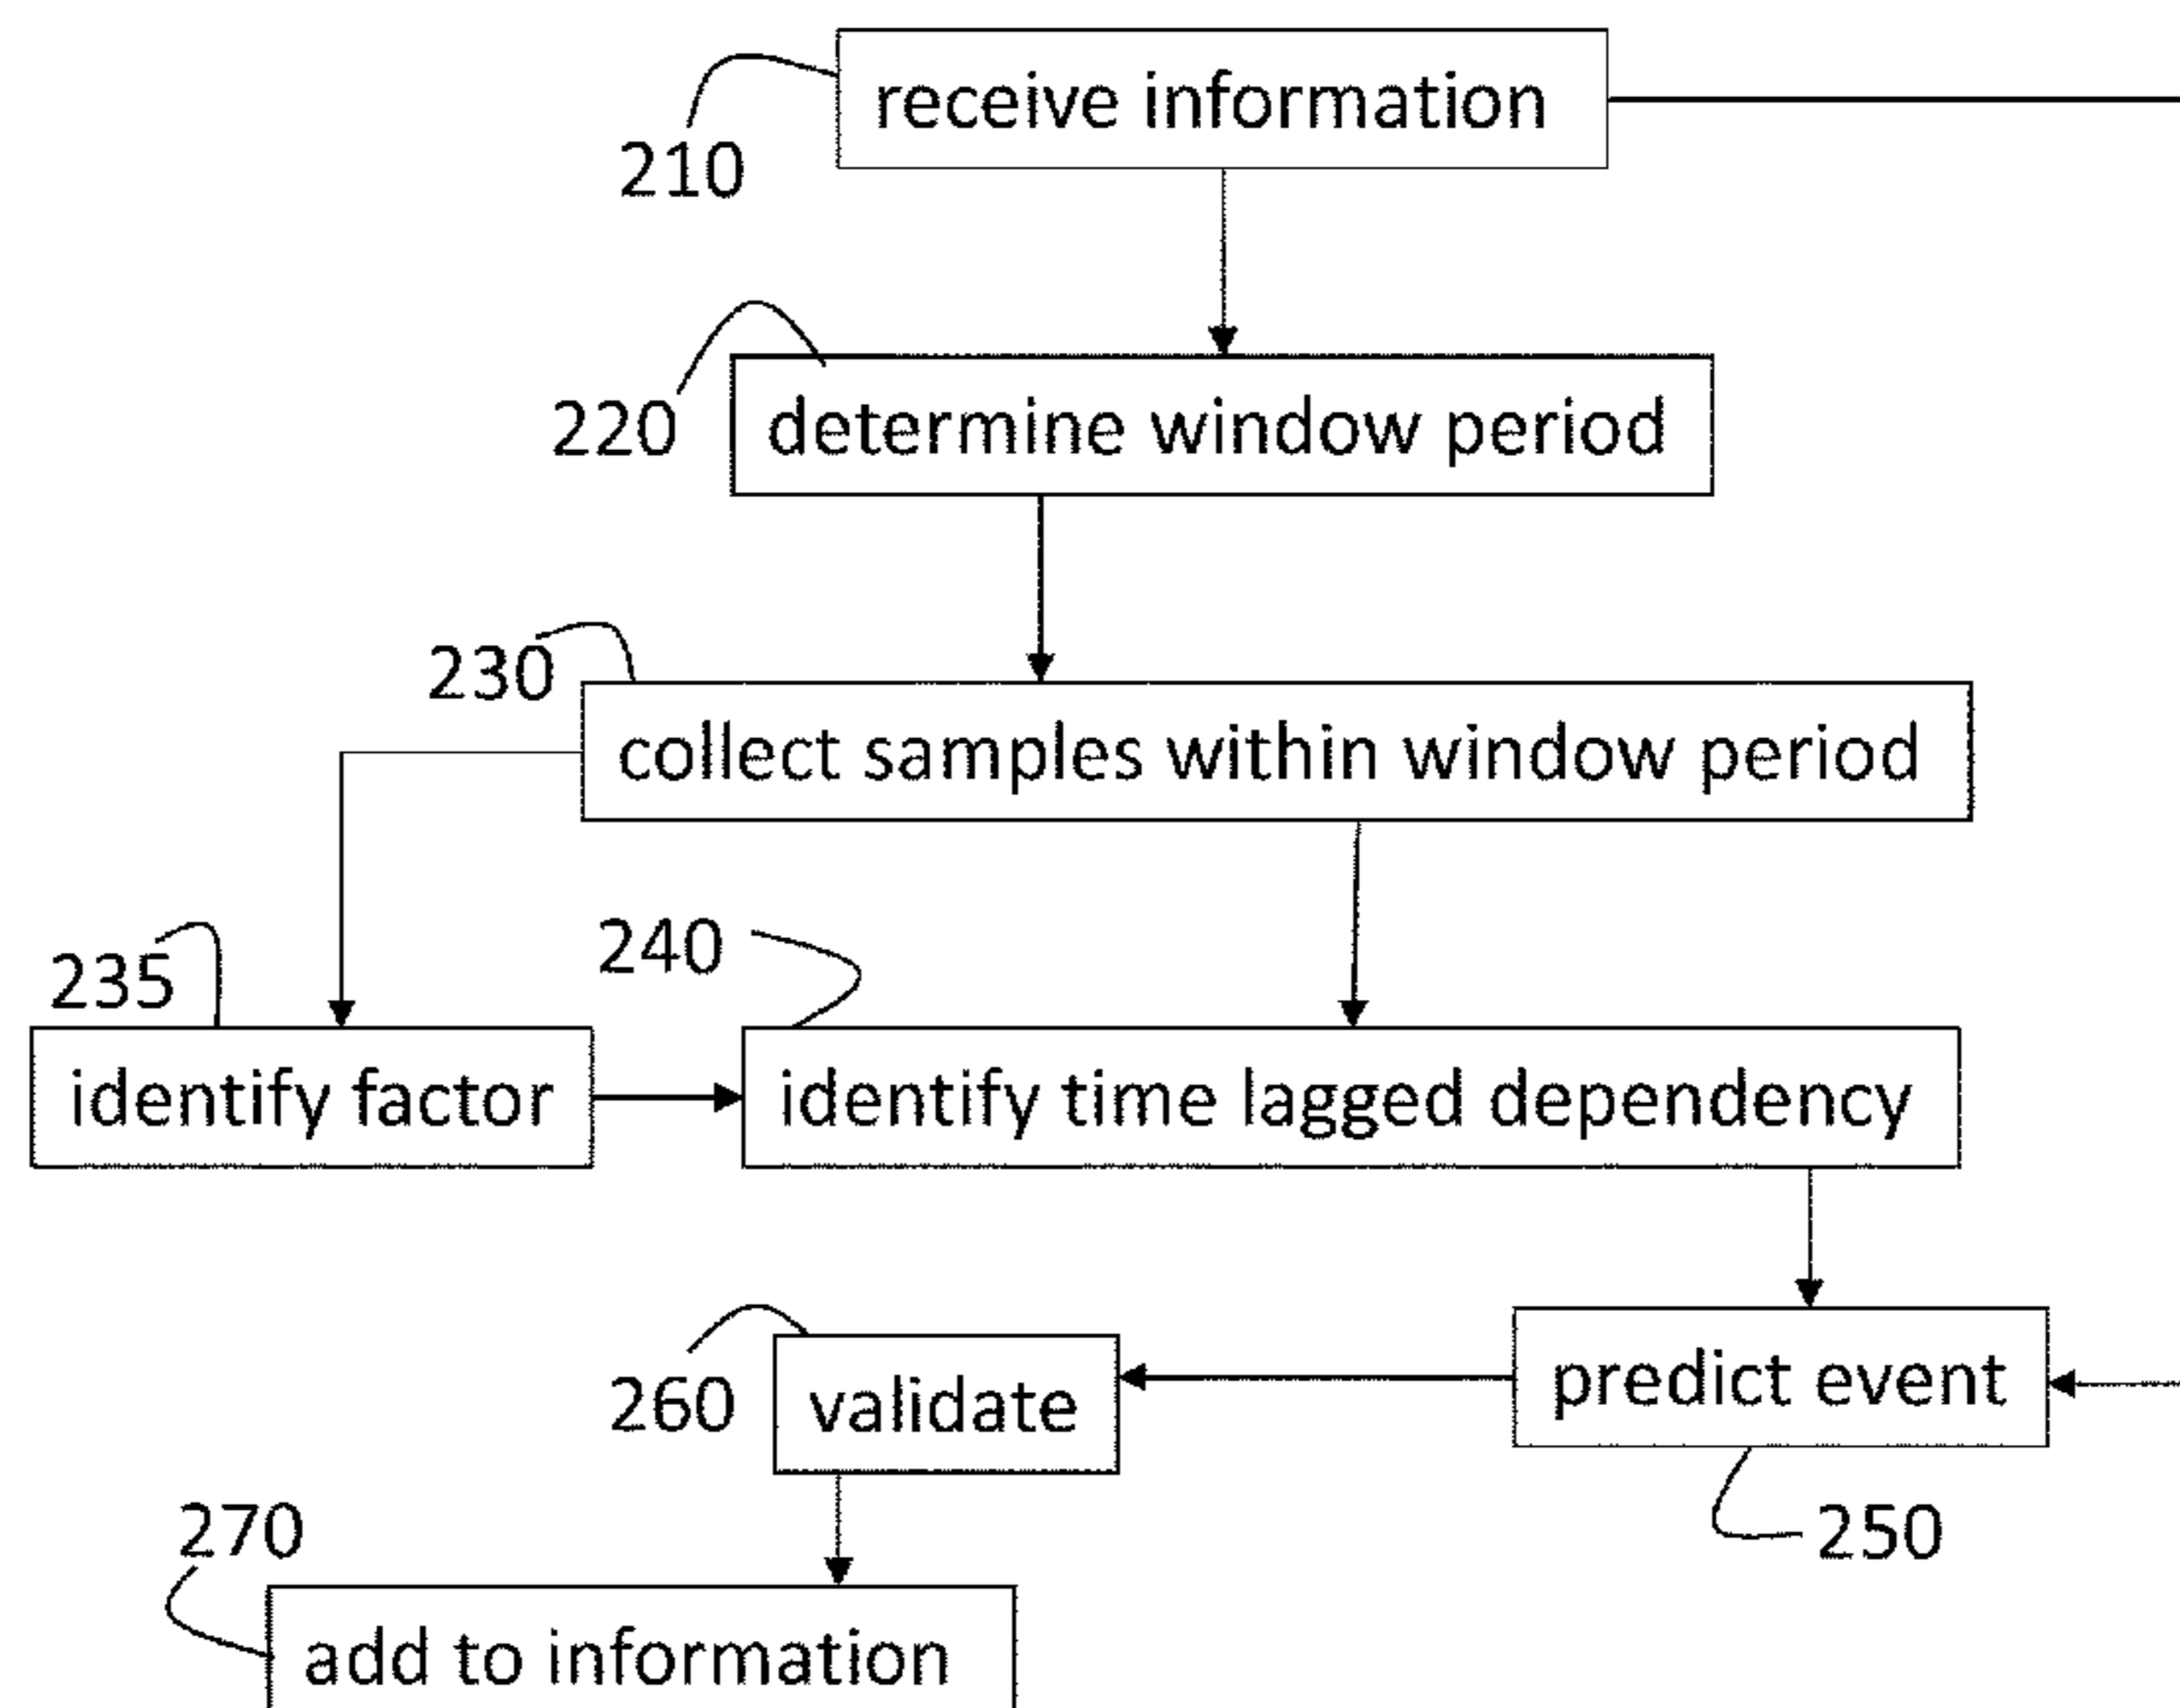 receive information
210
determine window period
220
230
collect samples within window period
235
240
identify factor
identify time lagged dependency
predict event
validate
260
250
270
add to information